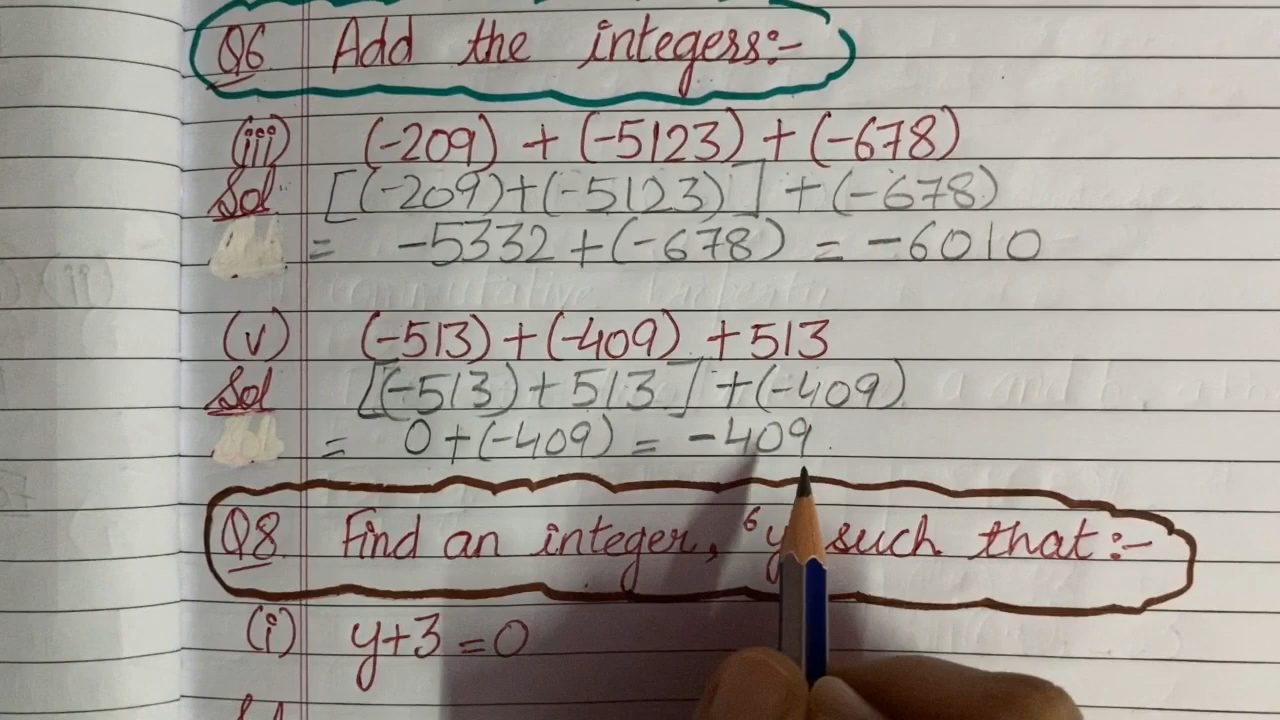 Q6 Add the integers:-
(iii) (-209) + (-5123) + (-678)
Sol. [(-209)+(-5123)] + (-678)
= -5332 + (-678) = -6010
(v) (-513) + (-409) + 513
Sol [(-513) + 513] + (-409)
= 0 + (-409) = -409.
Q8. Find an integer, 'y such that:-
(i) y+3 = 0